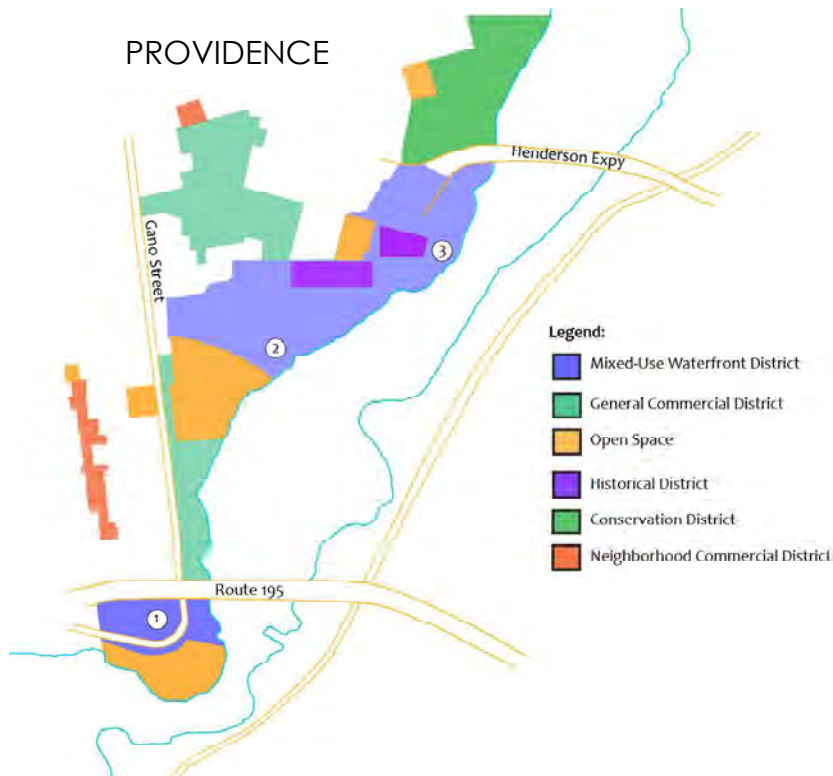 PROVIDENCE
Henderson Expy
Gano Street
3
2
Legend:
Mixed-Use Waterfront District
General Commercial District
Open Space
Historical District
Conservation District
Neighborhood Commercial District
Route 195
1